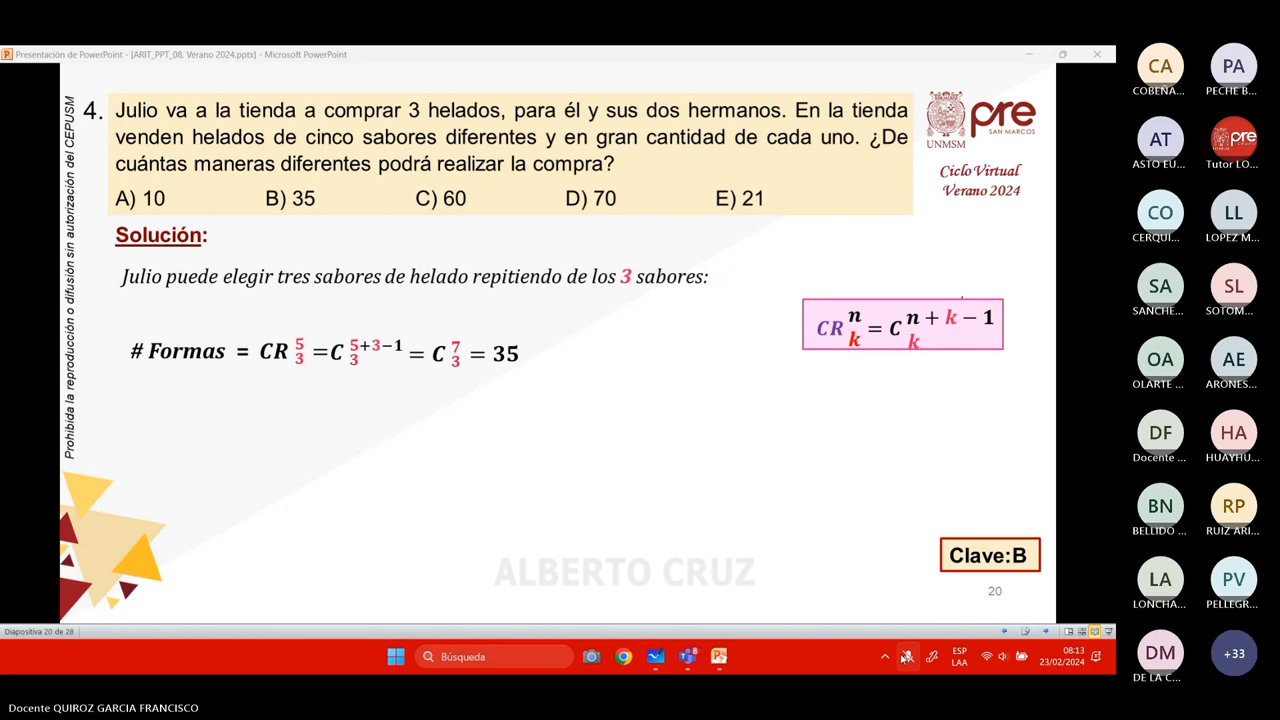 Presentación de PowerPoint - [ARIT_PPT_08. Verano 2024.pptx] - Microsoft PowerPoint
Prohibida la reproducción o difusión sin autorización del CEPUSM
4. Julio va a la tienda a comprar 3 helados, para él y sus dos hermanos. En la tienda
venden helados de cinco sabores diferentes y en gran cantidad de cada uno. ¿De
cuántas maneras diferentes podrá realizar la compra?
A) 10 B) 35 C) 60 D) 70 E) 21
UNMSM
pre
SAN MARCOS
Ciclo Virtual
Verano 2024
Solución:
Julio puede elegir tres sabores de helado repitiendo de los 3 sabores:
CR n k = C n + k − 1 k
# Formas = CR 5 3 = C 5+3−1 3 = C 7 3 = 35
Clave:B
ALBERTO CRUZ
20
Diapositiva 20 de 28
Búsqueda
8
ESP
LAA
08:13
23/02/2024
CA
COBEÑA...
PA
PECHE B...
AT
ASTO EU...
pre
Tutor LO...
CO
CERQUI...
LL
LOPEZ M...
SA
SANCHE...
SL
SOTOM...
OA
OLARTE ...
AE
ARONES...
DF
Docente ...
HA
HUAYHU...
BN
BELLIDO ...
RP
RUIZ ARI...
LA
LONCHA...
PV
PELLEGR...
DM
DE LA C...
+33
Docente QUIROZ GARCIA FRANCISCO